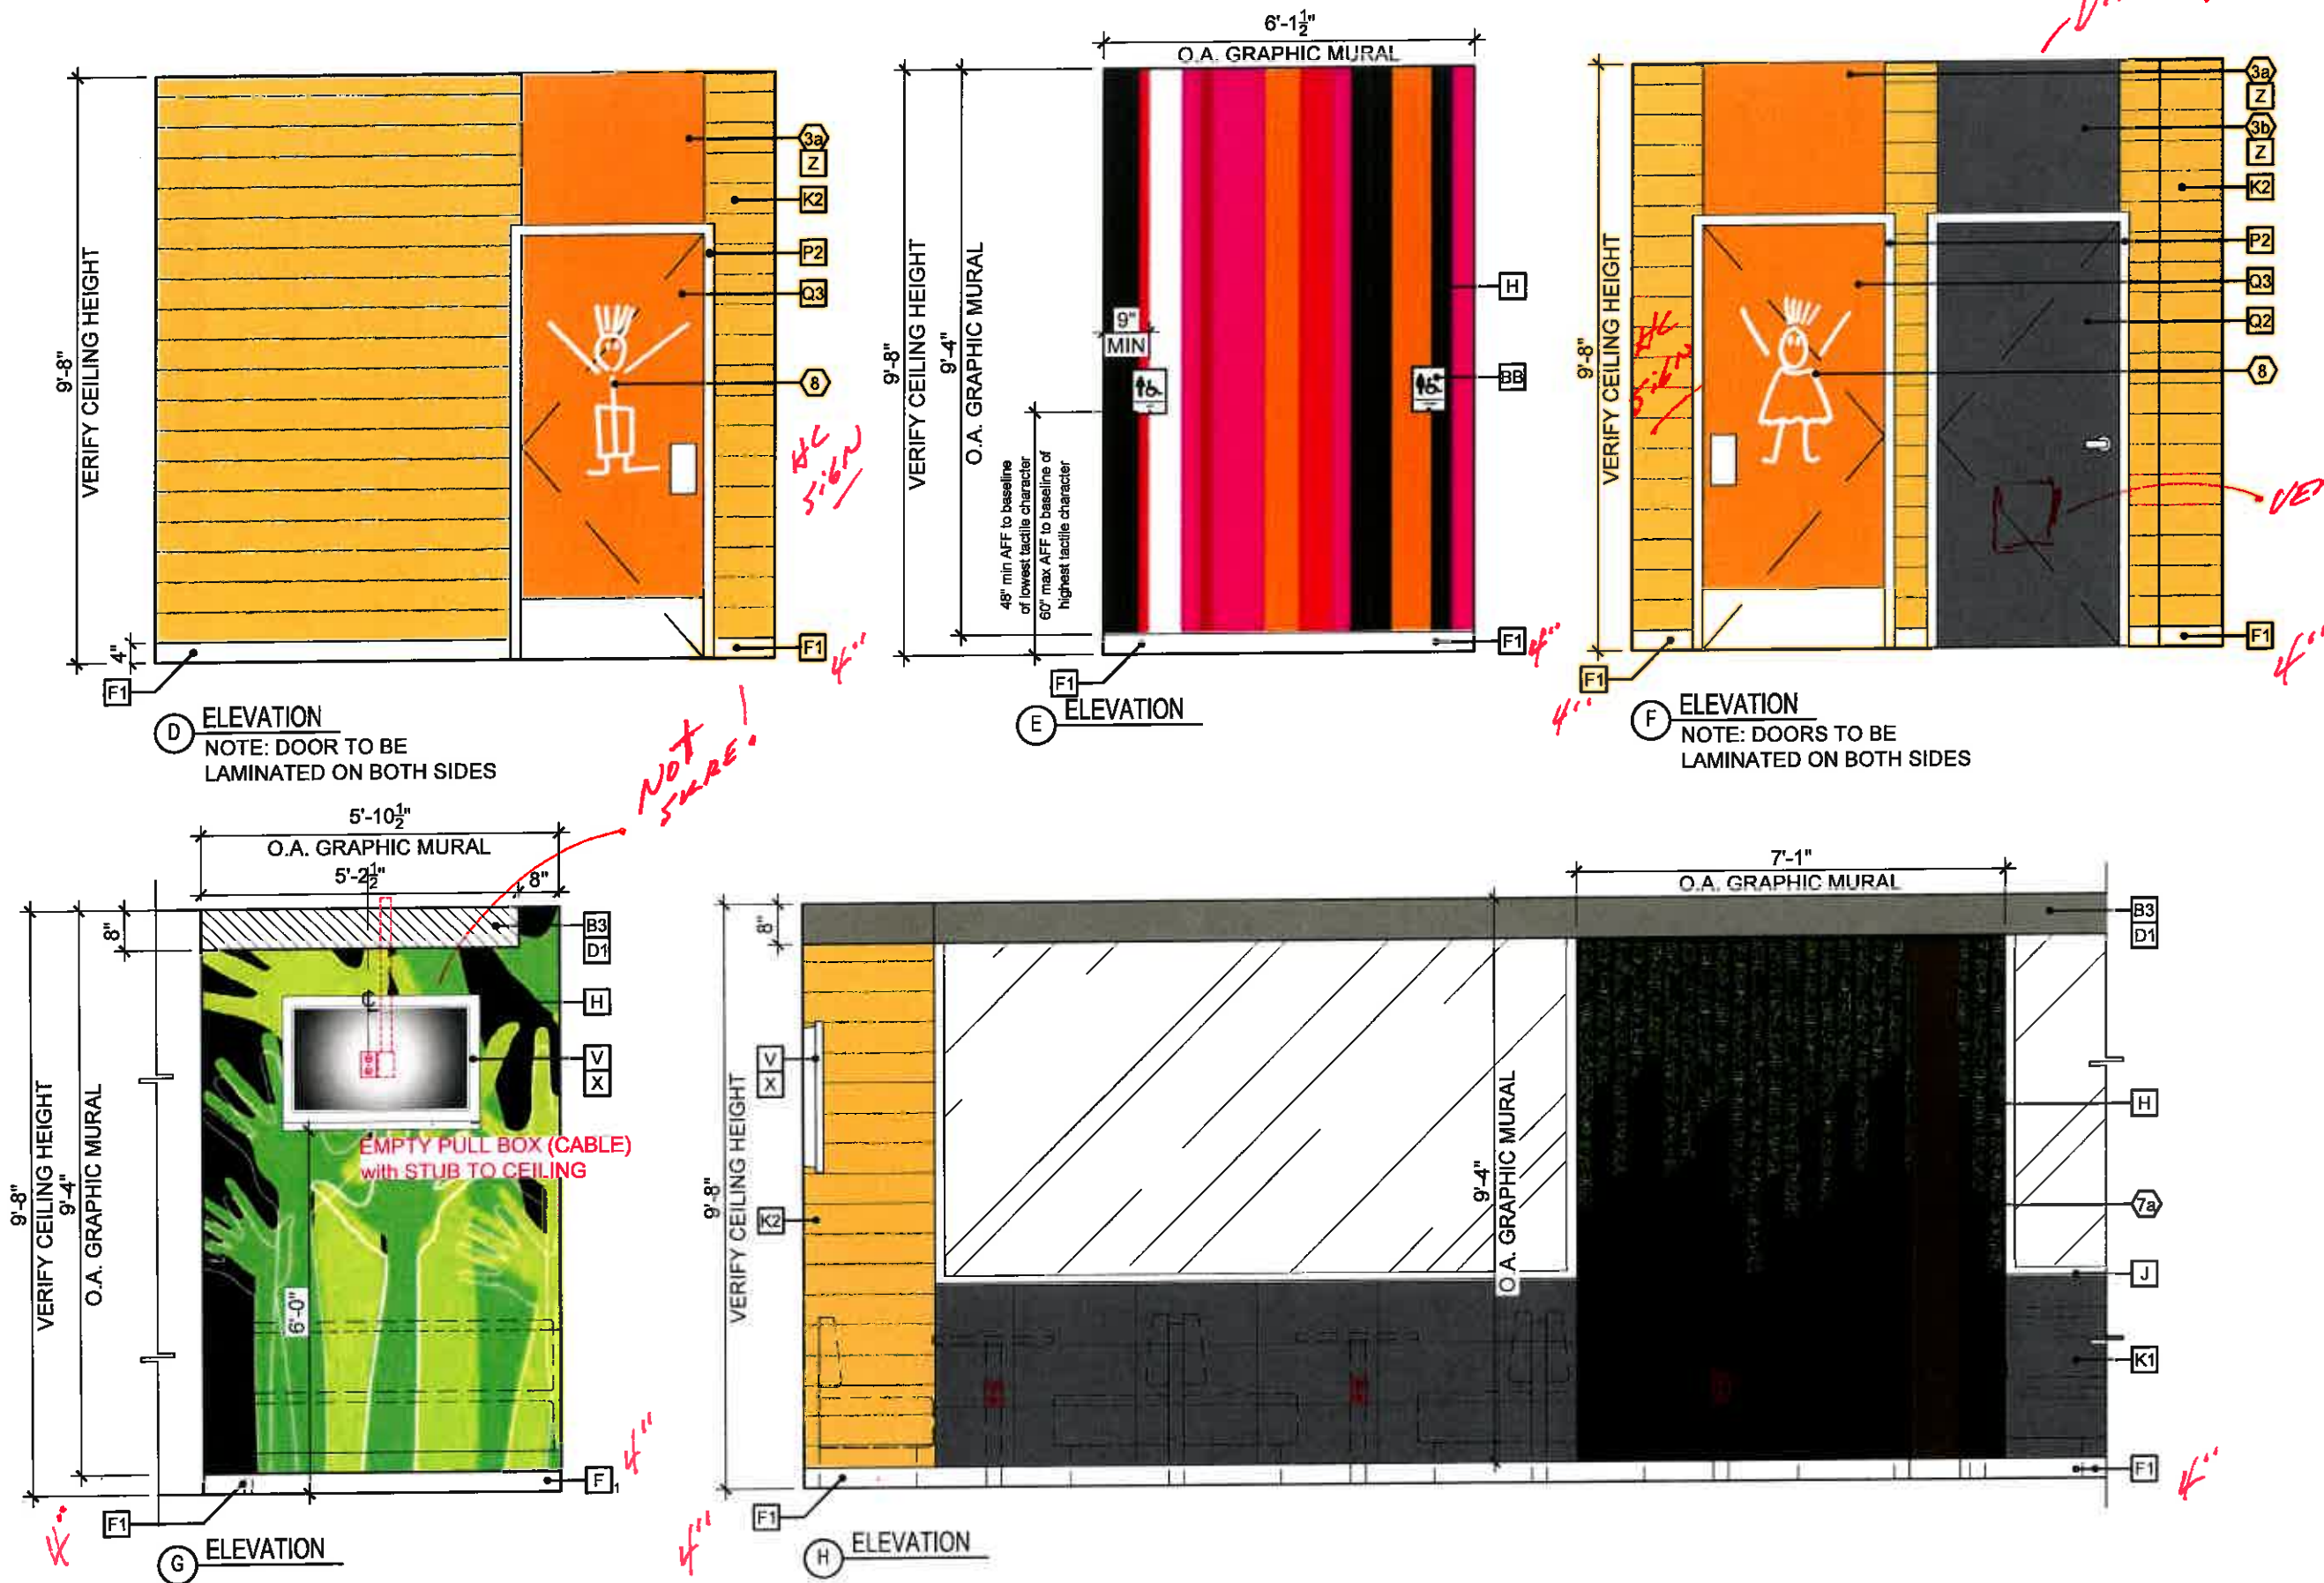 9'-8"
VERIFY CEILING HEIGHT
4"
F1
3a
Z
K2
P2
Q3
8
HC
SIGN
F1
4"
D
ELEVATION
NOTE: DOOR TO BE
LAMINATED ON BOTH SIDES
6'-1½"
O.A. GRAPHIC MURAL
9'-8"
VERIFY CEILING HEIGHT
9'-4"
O.A. GRAPHIC MURAL
9"
MIN
48" min AFF to baseline
of lowest tactile character
60" max AFF to baseline of
highest tactile character
H
BB
F1
4"
F1
E
ELEVATION
9'-8"
VERIFY CEILING HEIGHT
HC
SIGN
3a
Z
3b
Z
K2
P2
Q3
Q2
8
F1
4"
F1
4"
F
ELEVATION
NOTE: DOORS TO BE
LAMINATED ON BOTH SIDES
NOT
5'-10½"
O.A. GRAPHIC MURAL
5'-2½"
8"
8"
9'-8"
VERIFY CEILING HEIGHT
9'-4"
O.A. GRAPHIC MURAL
B3
D1
H
V
X
EMPTY PULL BOX (CABLE)
with STUB TO CEILING
6'-0"
F1
4"
F1
4"
G
ELEVATION
7'-1"
O.A. GRAPHIC MURAL
8"
9'-8"
VERIFY CEILING HEIGHT
V
X
K2
9'-4"
O.A. GRAPHIC MURAL
B3
D1
H
7a
J
K1
F1
4"
F1
4"
H
ELEVATION